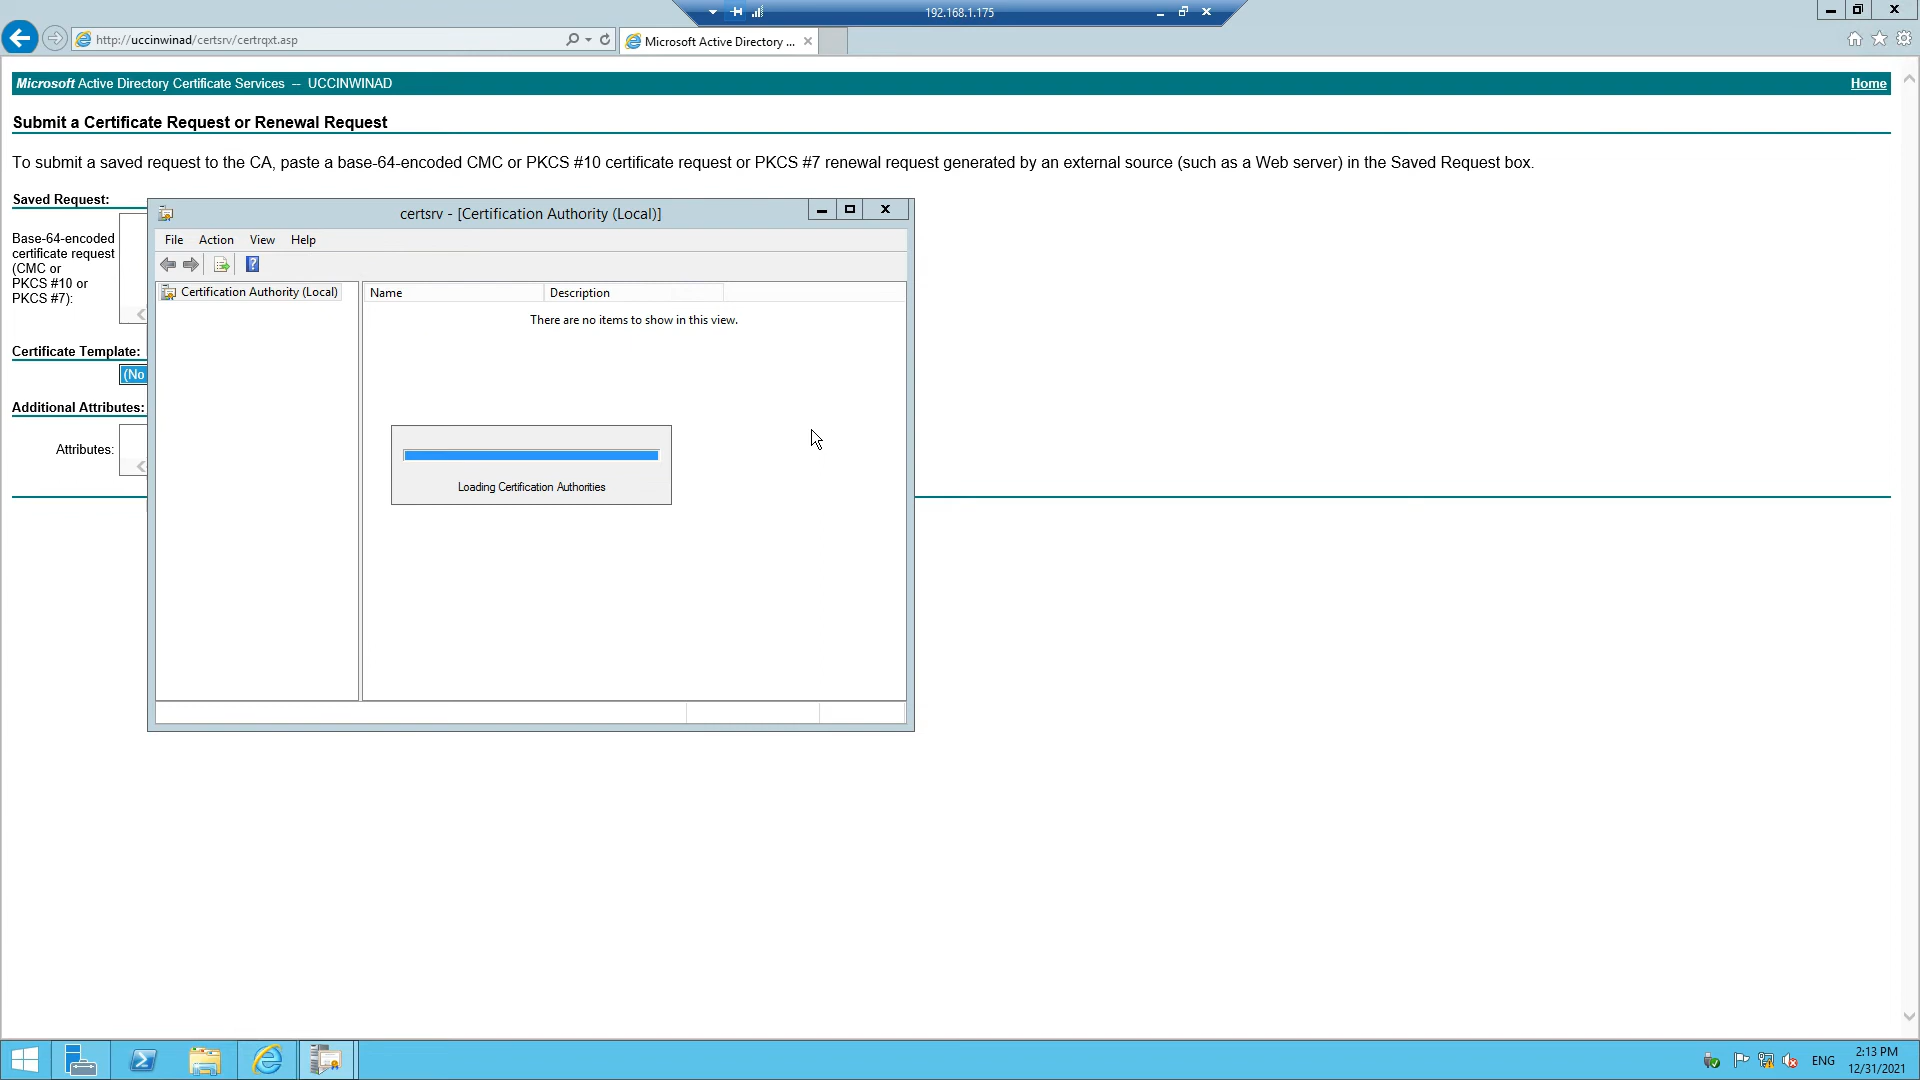 192.168.1.175
http://uccinwinad/certsrv/certrqxt.asp
Microsoft Active Directory ...
Microsoft Active Directory Certificate Services -- UCCINWINAD
Home
Submit a Certificate Request or Renewal Request
To submit a saved request to the CA, paste a base-64-encoded CMC or PKCS #10 certificate request or PKCS #7 renewal request generated by an external source (such as a Web server) in the Saved Request box.
Saved Request:
Base-64-encoded
certificate request
(CMC or
PKCS #10 or
PKCS #7):
Certificate Template:
(No
Additional Attributes:
Attributes:
certsrv - [Certification Authority (Local)]
File Action View Help
Certification Authority (Local)
Name Description
There are no items to show in this view.
Loading Certification Authorities
ENG
2:13 PM
12/31/2021